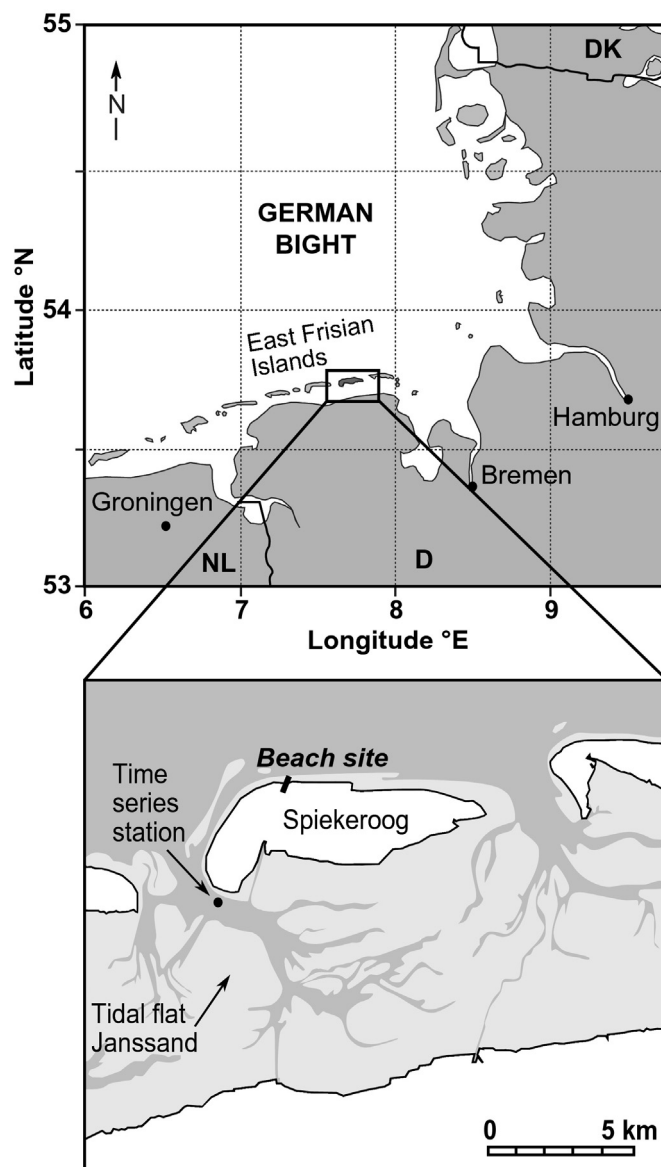 55
DK
N
GERMAN
BIGHT
Latitude °N
54
East Frisian
Islands
Hamburg
Bremen
Groningen
NL
D
53
6
7
8
9
Longitude °E
Beach site
Time
series
station
Spiekeroog
Tidal flat
Janssand
0
5 km